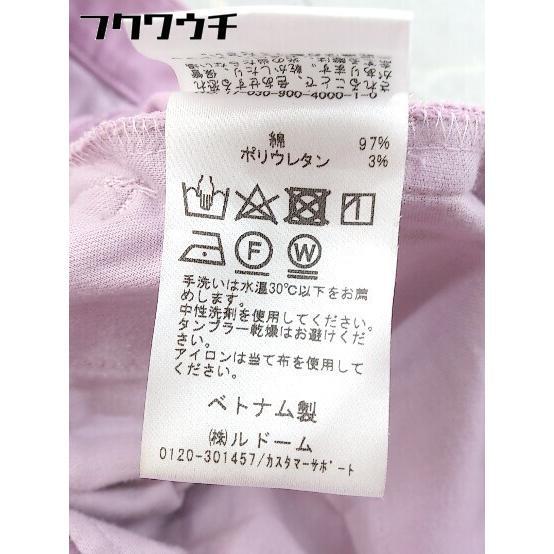 フクワウチ
綿 97%
ポリウレタン 3%
F W
手洗いは水温30℃以下をお薦
めします。
中性洗剤を使用してください。
タンブラー乾燥はお避けくだ
さい。
アイロンは当て布を使用して
ください。
ベトナム製
㈱ルドーム
0120-301457/カスタマーサポート